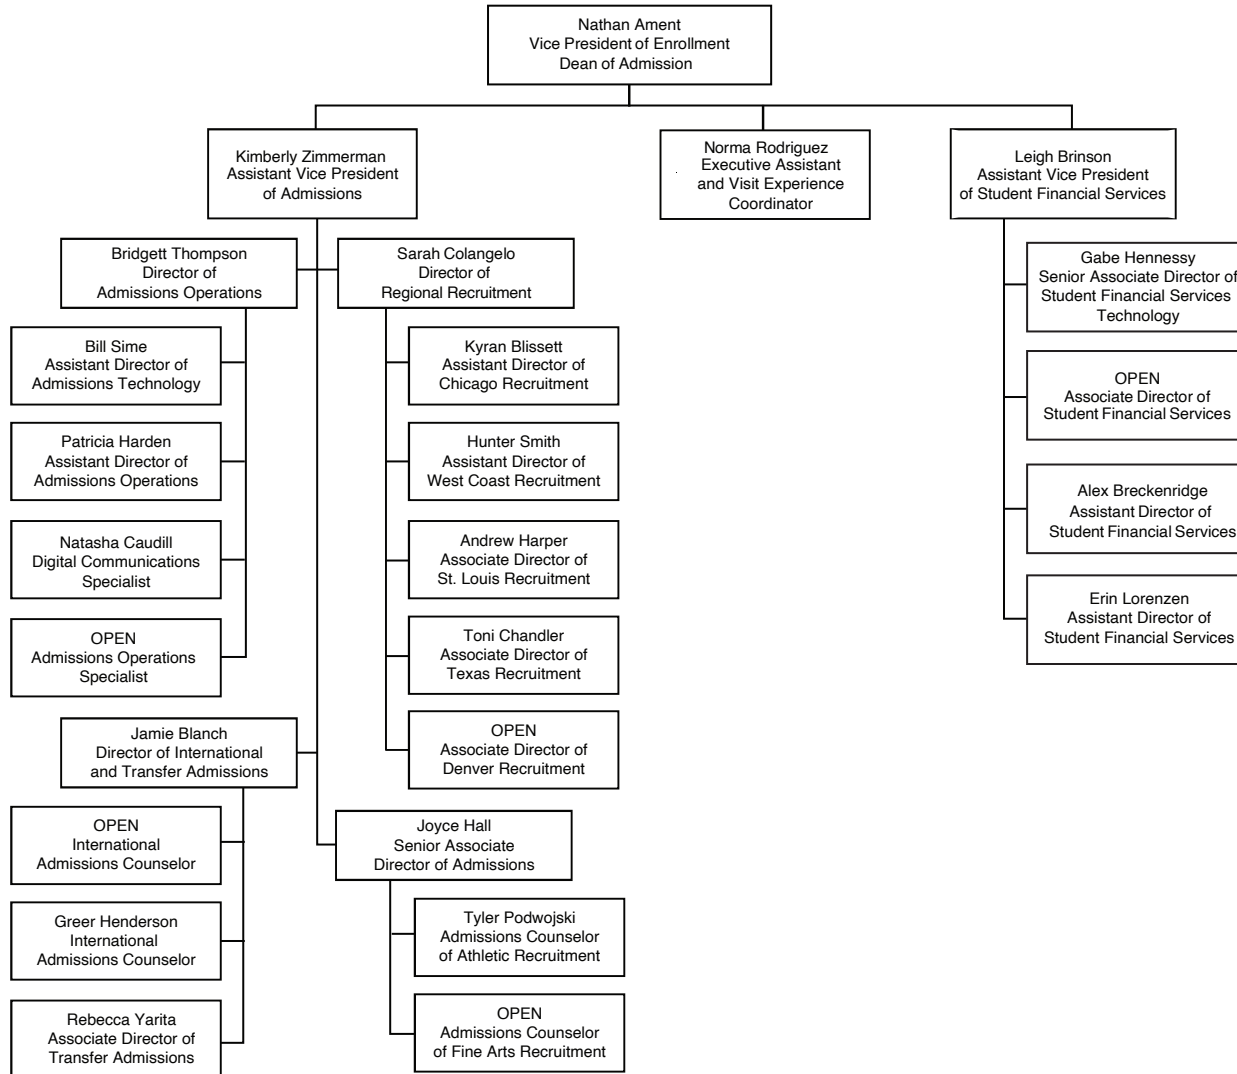 Nathan Ament
Vice President of Enrollment
Dean of Admission
Kimberly Zimmerman
Assistant Vice President
of Admissions
Norma Rodriguez
Executive Assistant
and Visit Experience
Coordinator
Leigh Brinson
Assistant Vice President
of Student Financial Services
Bridgett Thompson
Director of
Admissions Operations
Bill Sime
Assistant Director of
Admissions Technology
Patricia Harden
Assistant Director of
Admissions Operations
Natasha Caudill
Digital Communications
Specialist
OPEN
Admissions Operations
Specialist
Sarah Colangelo
Director of
Regional Recruitment
Kyran Blissett
Assistant Director of
Chicago Recruitment
Hunter Smith
Assistant Director of
West Coast Recruitment
Andrew Harper
Associate Director of
St. Louis Recruitment
Toni Chandler
Associate Director of
Texas Recruitment
OPEN
Associate Director of
Denver Recruitment
Jamie Blanch
Director of International
and Transfer Admissions
OPEN
International
Admissions Counselor
Greer Henderson
International
Admissions Counselor
Rebecca Yarita
Associate Director of
Transfer Admissions
Joyce Hall
Senior Associate
Director of Admissions
Tyler Podwojski
Admissions Counselor
of Athletic Recruitment
OPEN
Admissions Counselor
of Fine Arts Recruitment
Gabe Hennessy
Senior Associate Director of
Student Financial Services
Technology
OPEN
Associate Director of
Student Financial Services
Alex Breckenridge
Assistant Director of
Student Financial Services
Erin Lorenzen
Assistant Director of
Student Financial Services